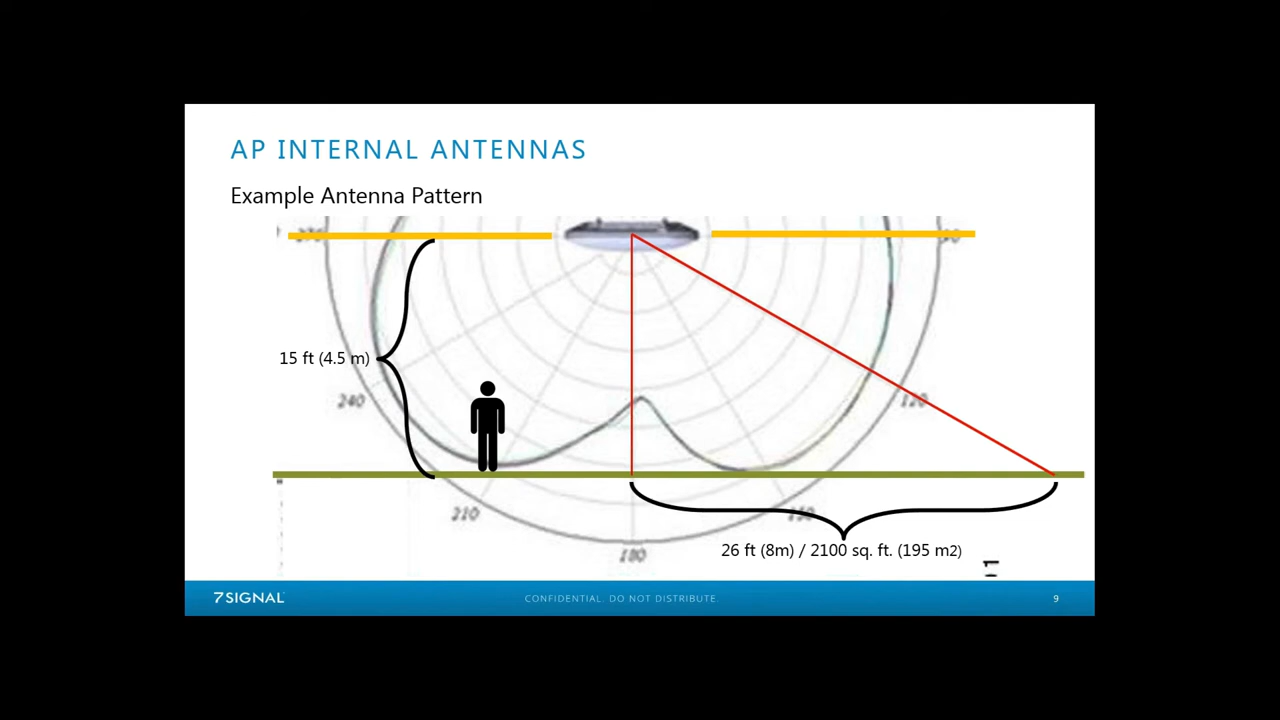 AP INTERNAL ANTENNAS
Example Antenna Pattern
15 ft (4.5 m)
240
120
210
150
180
26 ft (8m) / 2100 sq. ft. (195 m2)
7SIGNAL
CONFIDENTIAL. DO NOT DISTRIBUTE.
9